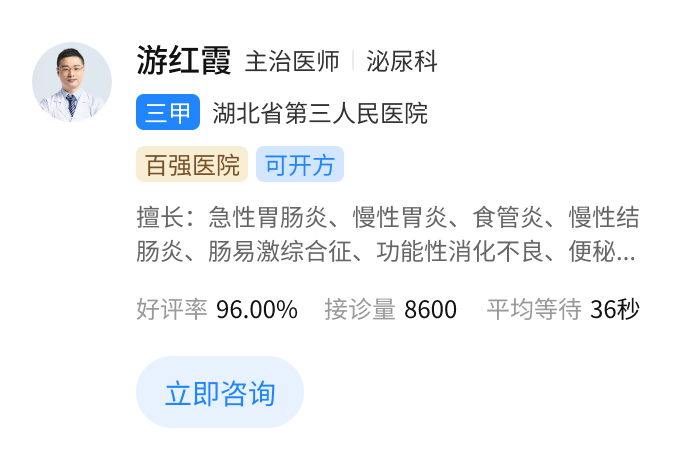 游红霞 主治医师 泌尿科
三甲 湖北省第三人民医院
百强医院 可开方
擅长：急性胃肠炎、慢性胃炎、食管炎、慢性结
肠炎、肠易激综合征、功能性消化不良、便秘...
好评率 96.00% 接诊量 8600 平均等待 36秒
立即咨询